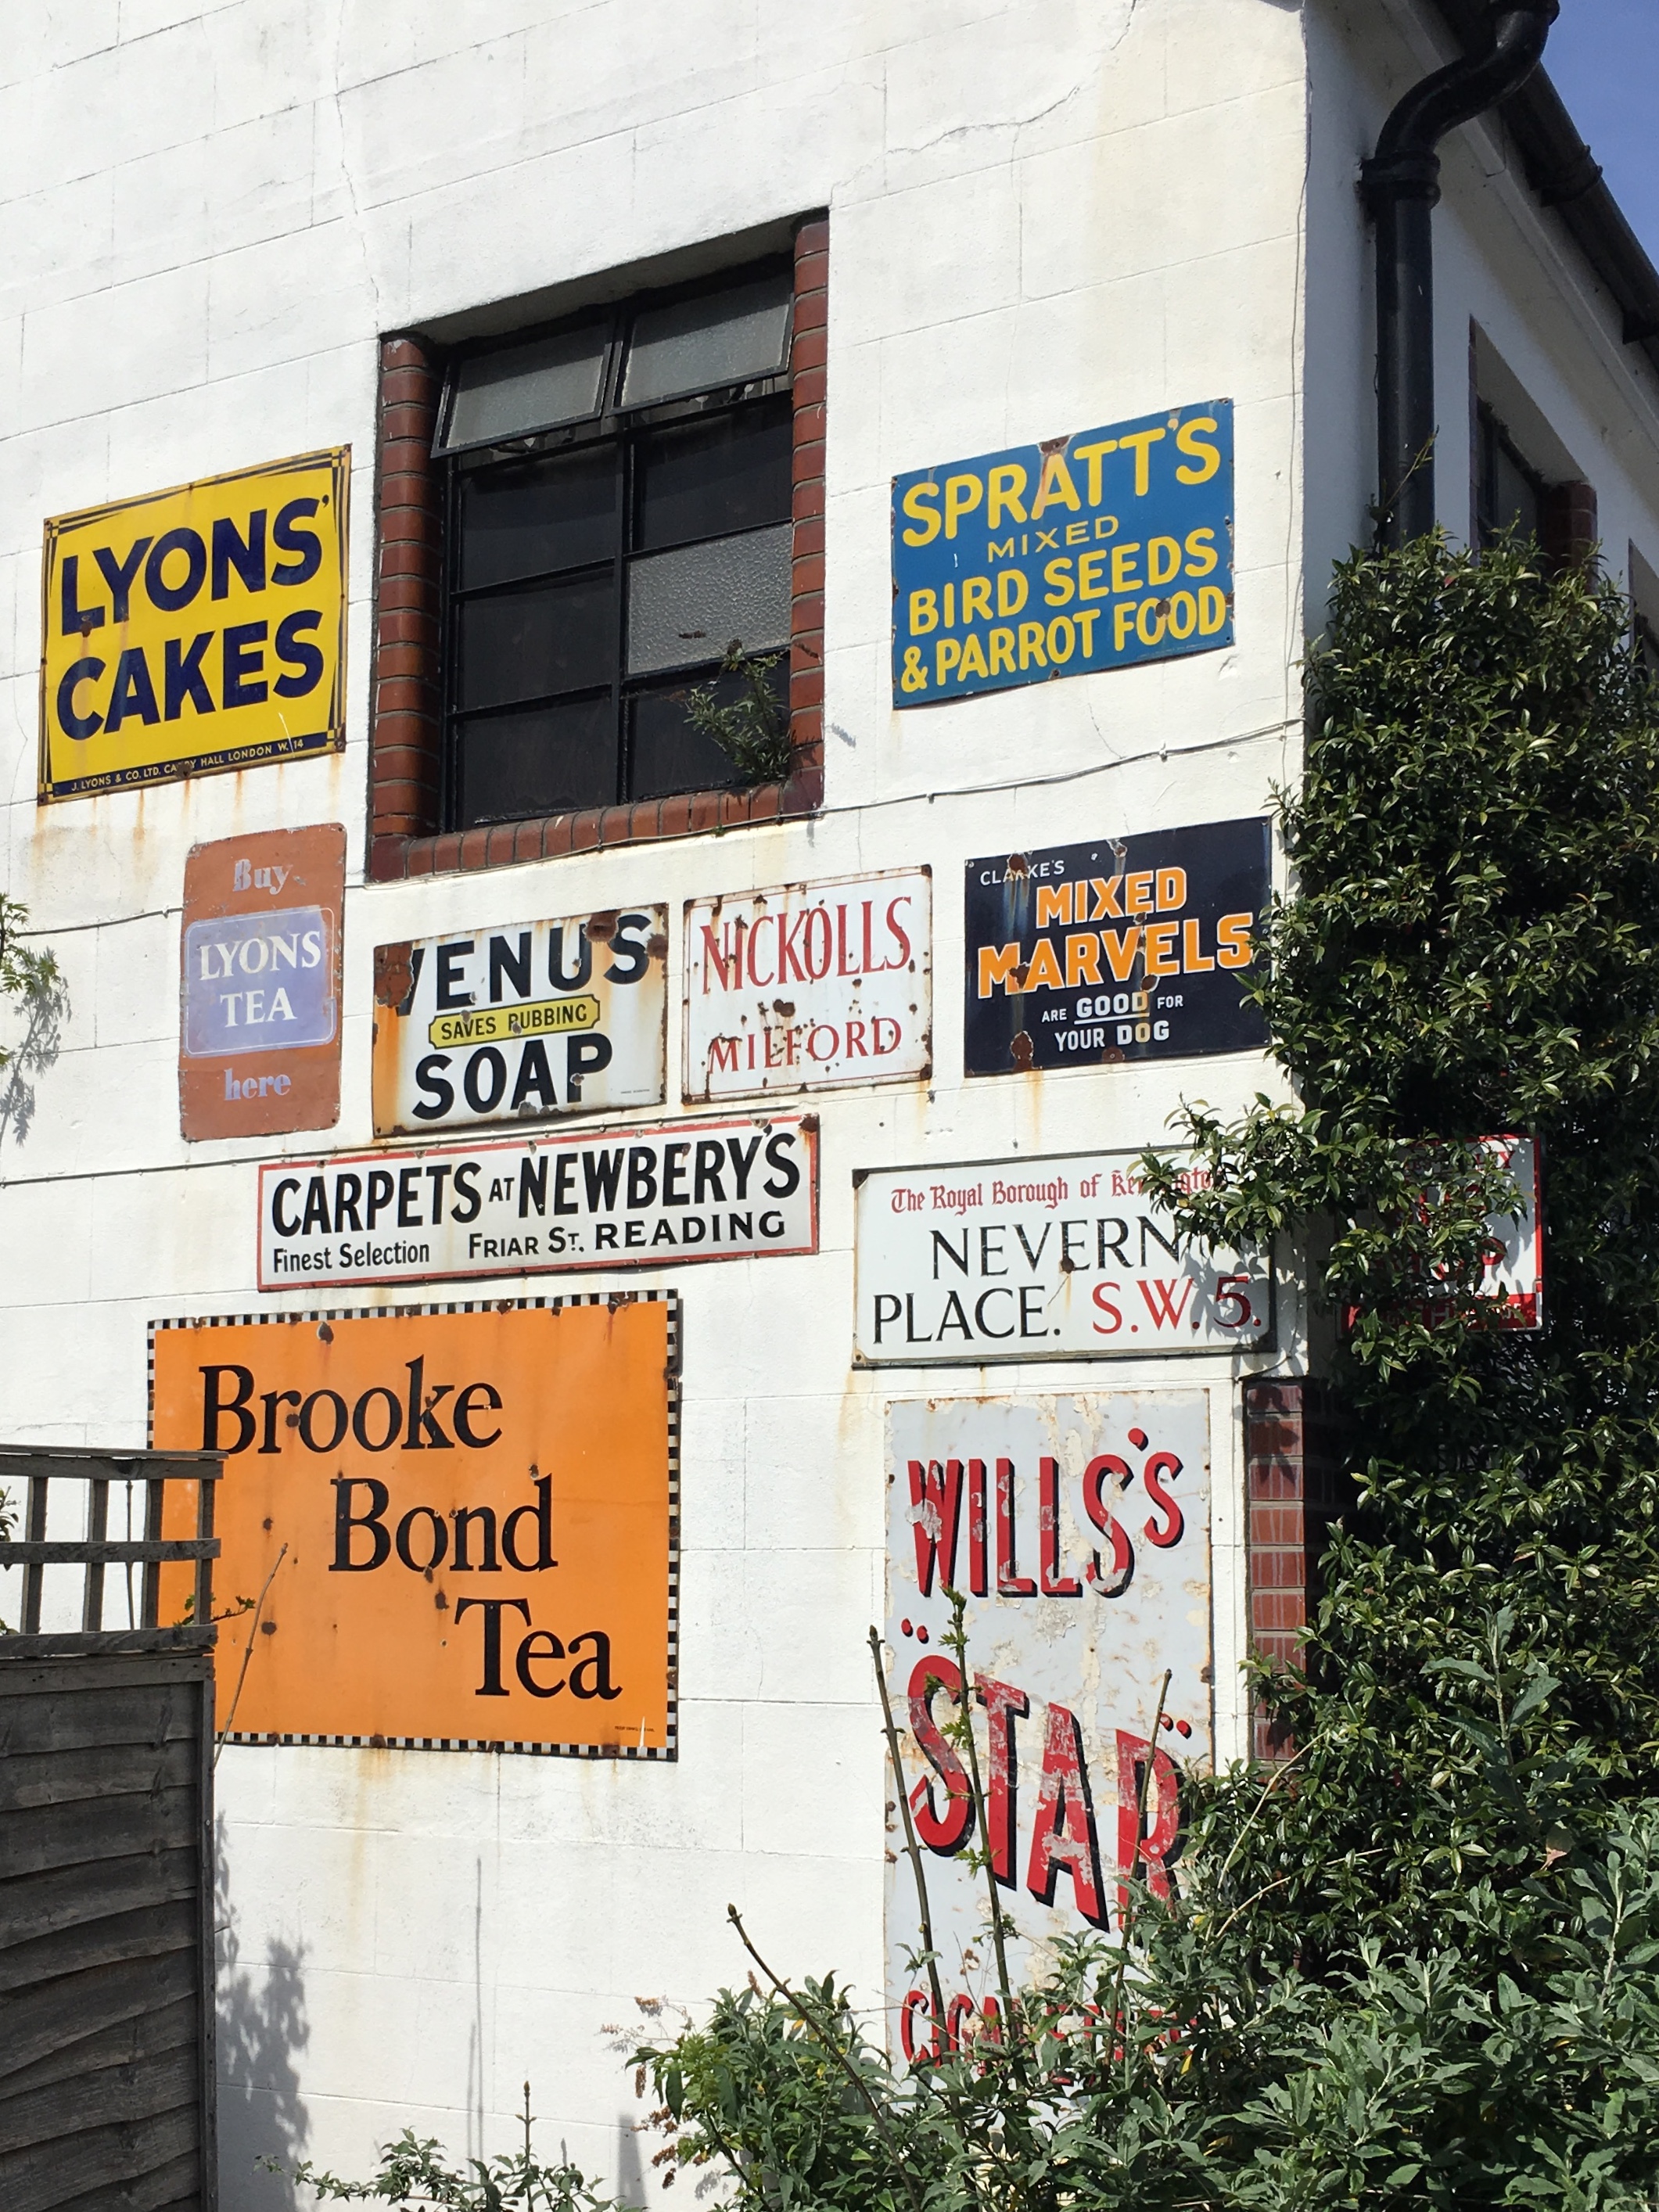 LYONS'
CAKES
J. LYONS & CO. LTD. HALL LONDON W. 14
SPRATT'S
MIXED
BIRD SEEDS
& PARROT FOOD
Buy
LYONS
TEA
here
VENUS
SAVES RUBBING
SOAP
NICKOLLS
MILFORD
CLARKE'S
MIXED
MARVELS
ARE GOOD FOR
YOUR DOG
CARPETS AT NEWBERY'S
Finest Selection FRIAR ST. READING
The Royal Borough of Kensington
NEVERN
PLACE. S.W.5.
Brooke
Bond
Tea
WILLS'S
"STAR"
CIGARETTES